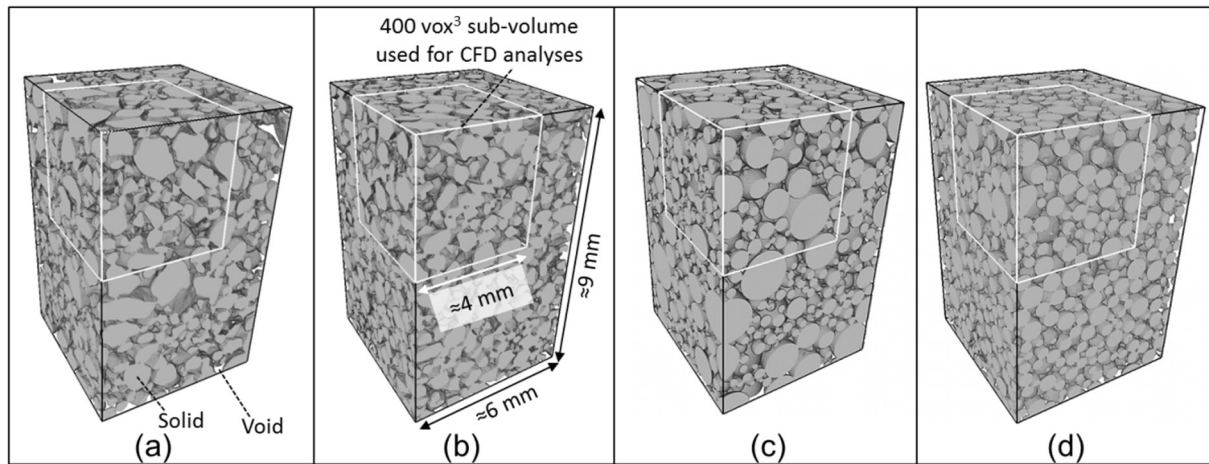 400 vox³ sub-volume
used for CFD analyses
≈9 mm
≈4 mm
≈6 mm
Solid
Void
(a)
(b)
(c)
(d)